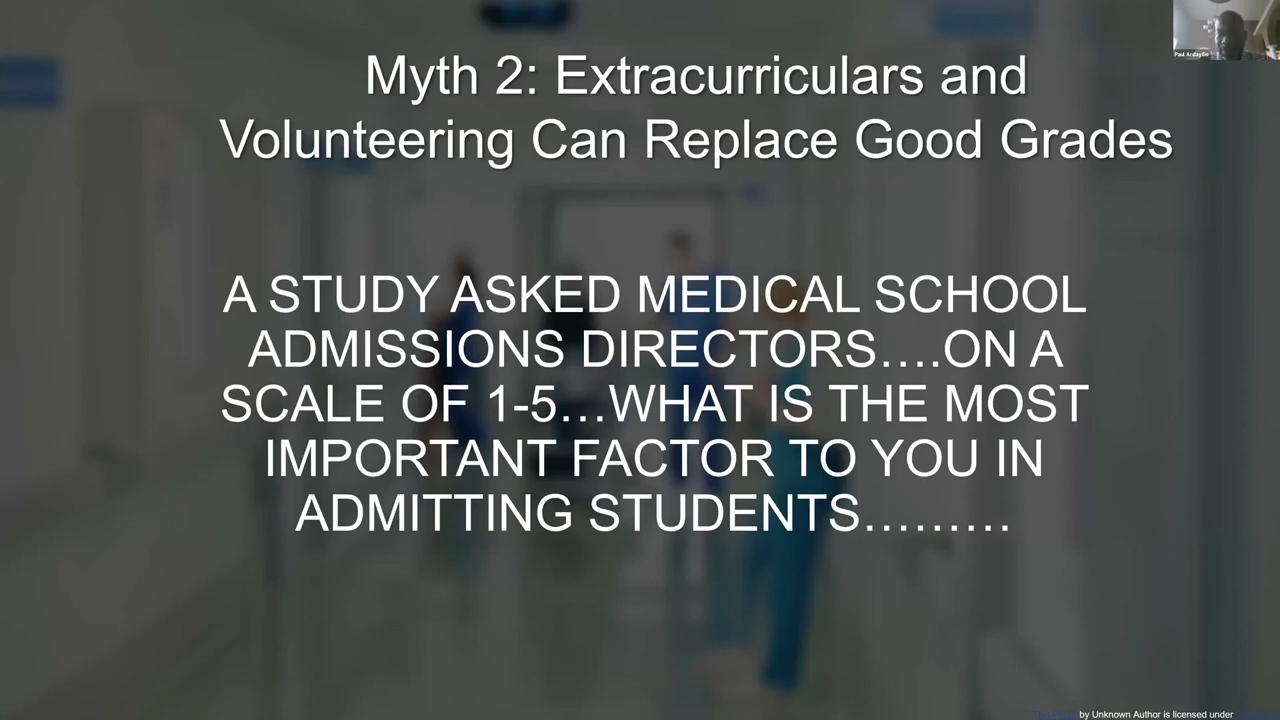 Myth 2: Extracurriculars and
Volunteering Can Replace Good Grades
A STUDY ASKED MEDICAL SCHOOL
ADMISSIONS DIRECTORS….ON A
SCALE OF 1-5…WHAT IS THE MOST
IMPORTANT FACTOR TO YOU IN
ADMITTING STUDENTS………
Paul
by Unknown Author is licensed under